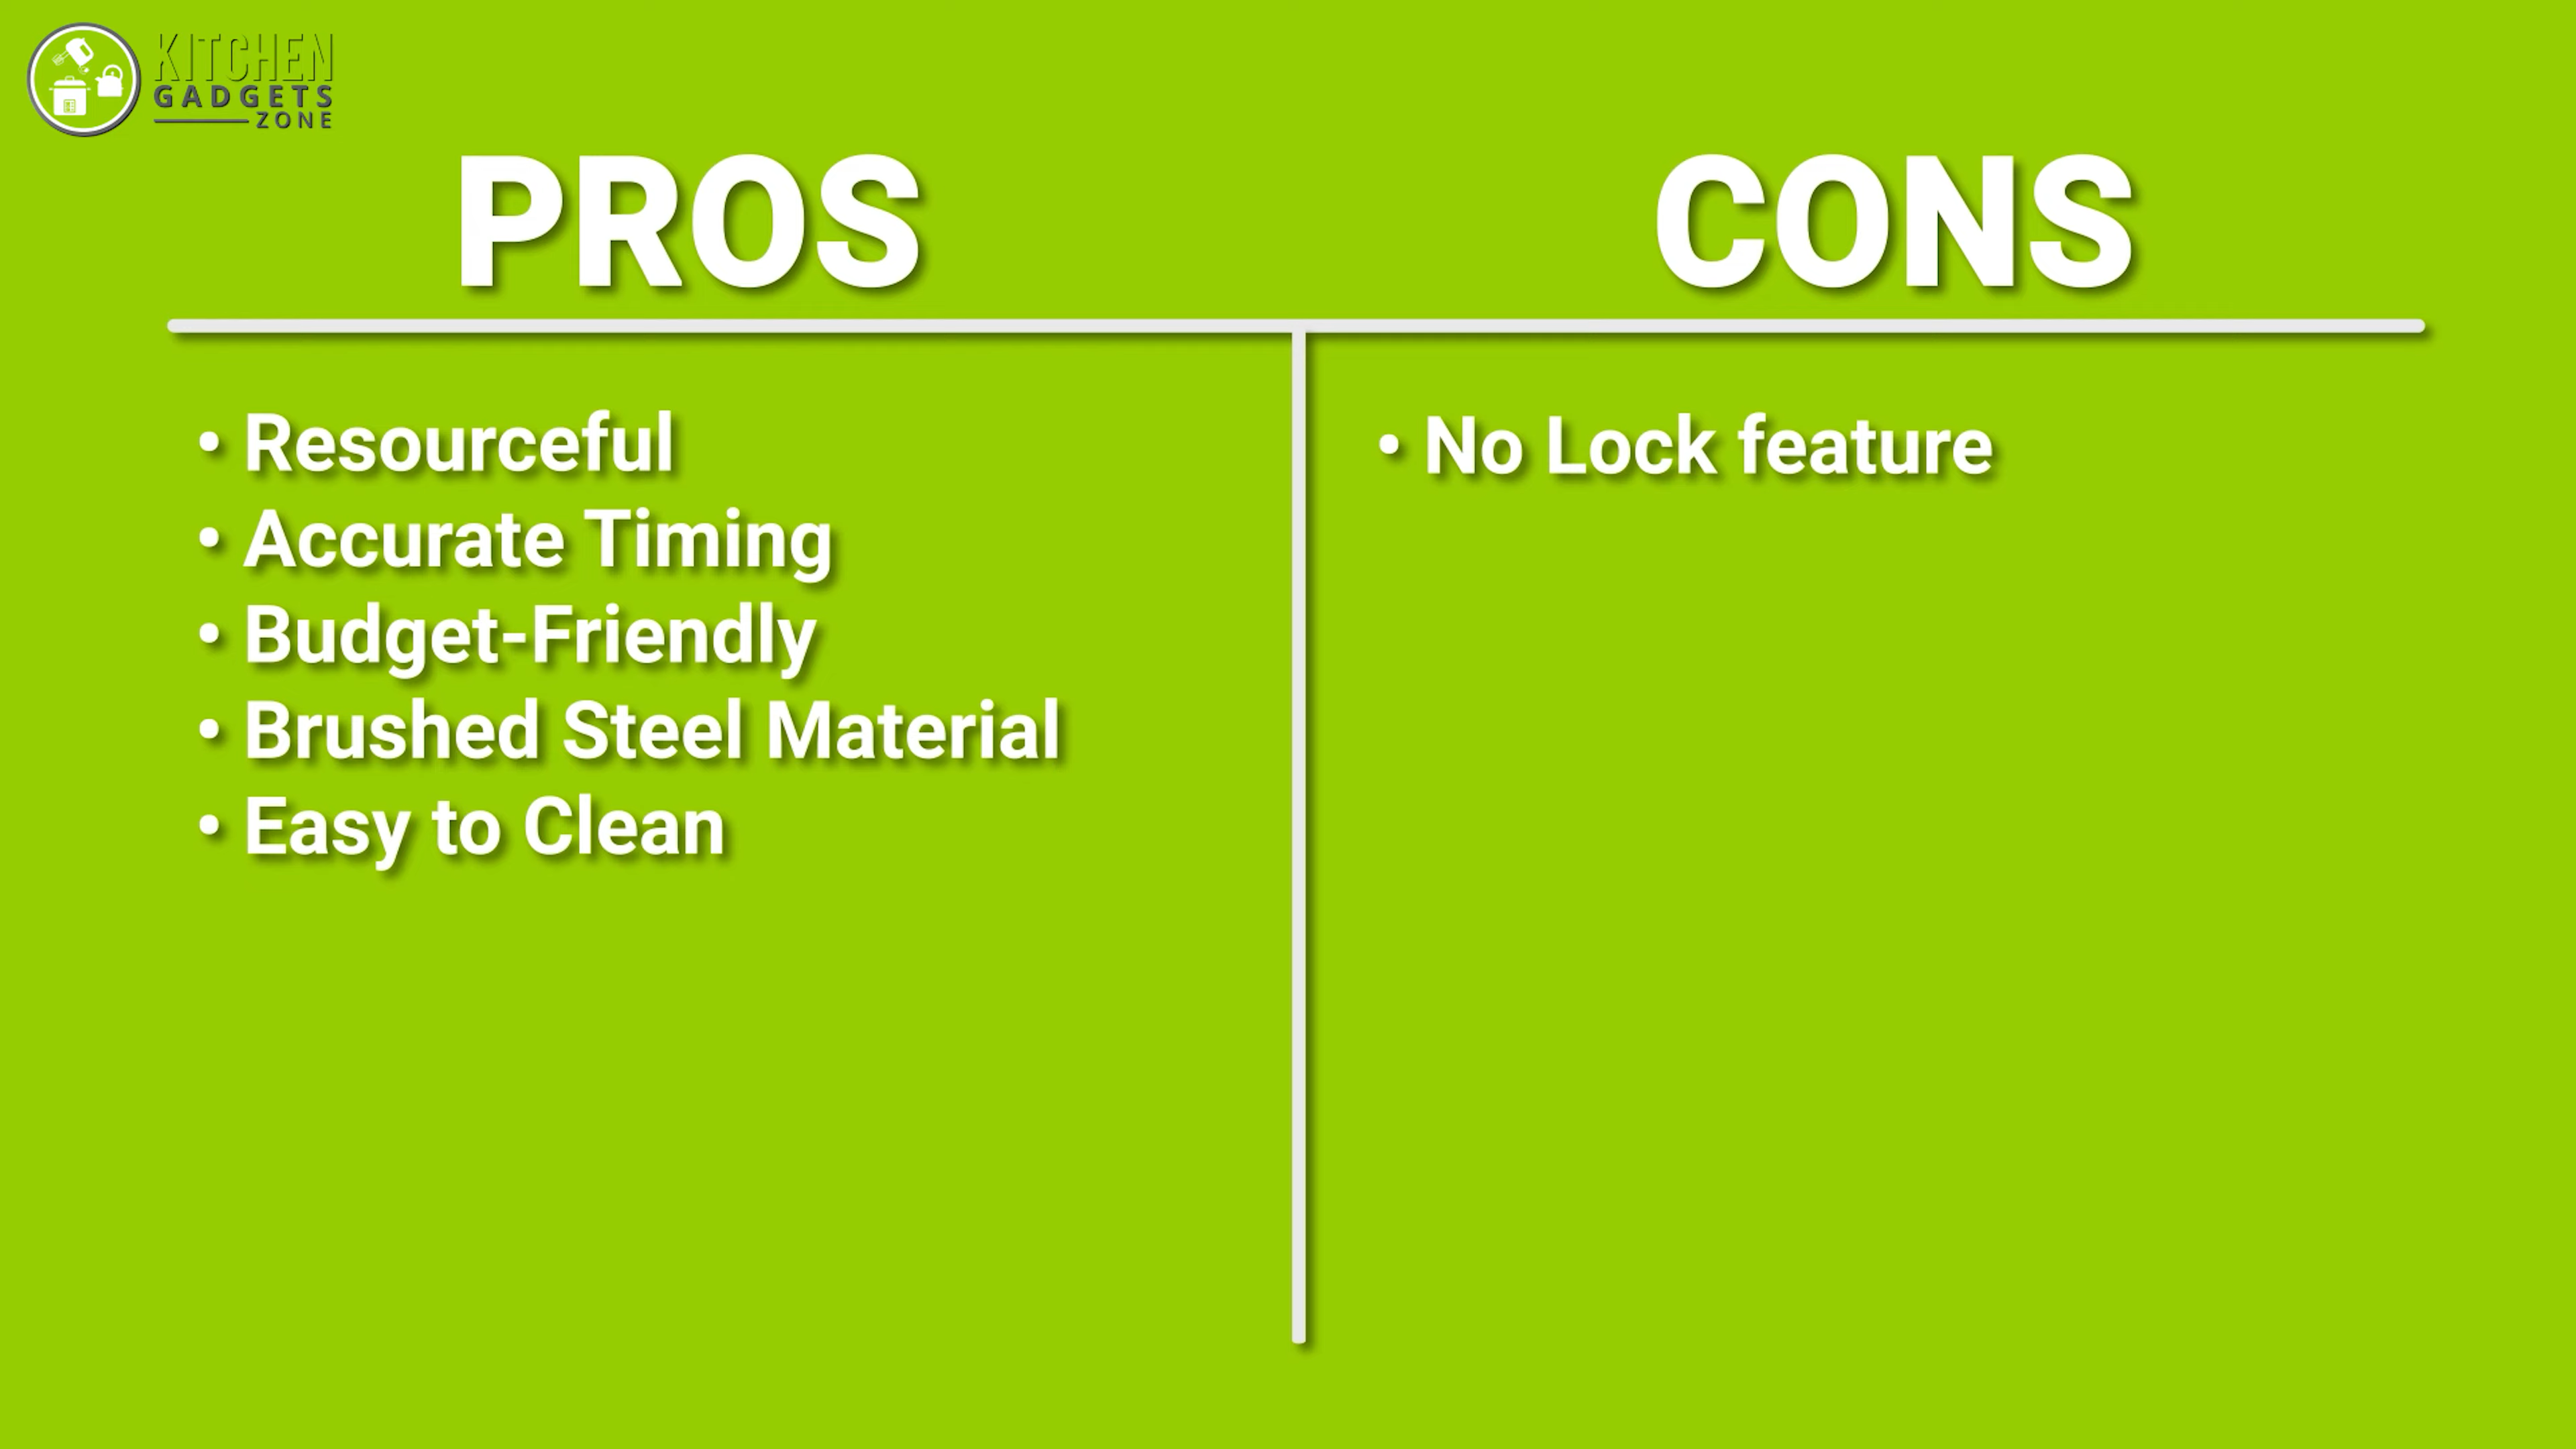 KITCHEN
GADGETS
ZONE
PROS
CONS
• Resourceful
• Accurate Timing
• Budget-Friendly
• Brushed Steel Material
• Easy to Clean
• No Lock feature